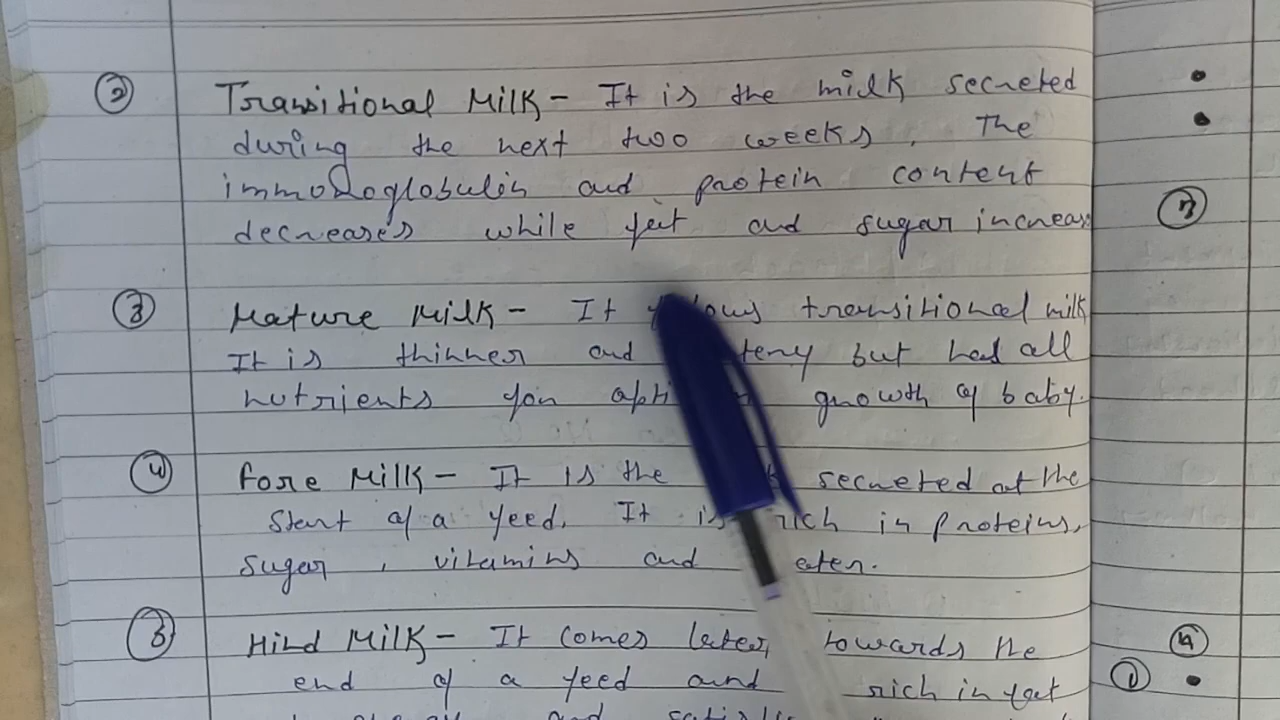 ② Transitional Milk - It is the milk secreted
during the next two weeks. The
immunoglobulin and protein content
decreases while fat and sugar increas
③ Mature Milk - It transitional milk
It is thinner and but has all
nutrients for growth of baby.
④ Fore Milk - It is the secreted at the
start of a feed. It is rich in proteins,
sugar, vitamins and
⑤ Hind Milk - It comes later, towards the
end of a feed and rich in fat
and